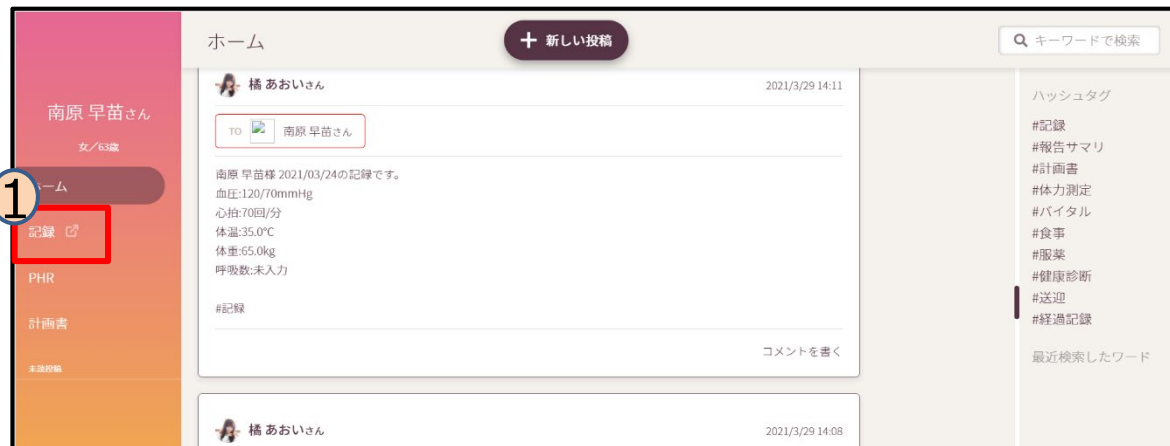 ホーム
＋ 新しい投稿
キーワードで検索
南原 早苗さん
女／63歳
1
ーム
記録
PHR
計画書
未読投稿
橘 あおいさん
2021/3/29 14:11
TO 南原 早苗さん
南原 早苗様 2021/03/24の記録です。
血圧:120/70mmHg
心拍:70回/分
体温:35.0℃
体重:65.0kg
呼吸数:未入力
#記録
コメントを書く
橘 あおいさん
2021/3/29 14:08
ハッシュタグ
#記録
#報告サマリ
#計画書
#体力測定
#バイタル
#食事
#服薬
#健康診断
#送迎
#経過記録
最近検索したワード